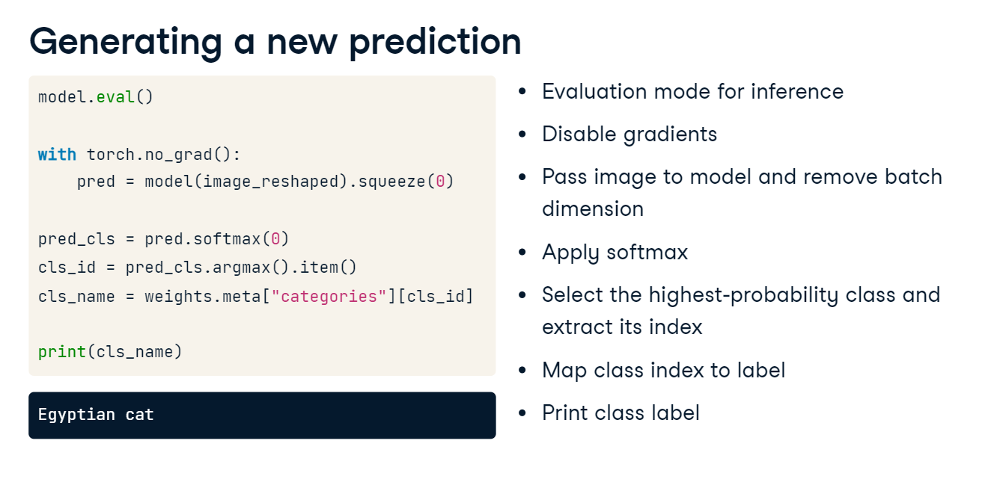 Generating a new prediction
model.eval()
with torch.no_grad():
    pred = model(image_reshaped).squeeze(0)
pred_cls = pred.softmax(0)
cls_id = pred_cls.argmax().item()
cls_name = weights.meta["categories"][cls_id]
print(cls_name)
Egyptian cat
• Evaluation mode for inference
• Disable gradients
• Pass image to model and remove batch
dimension
• Apply softmax
• Select the highest-probability class and
extract its index
• Map class index to label
• Print class label